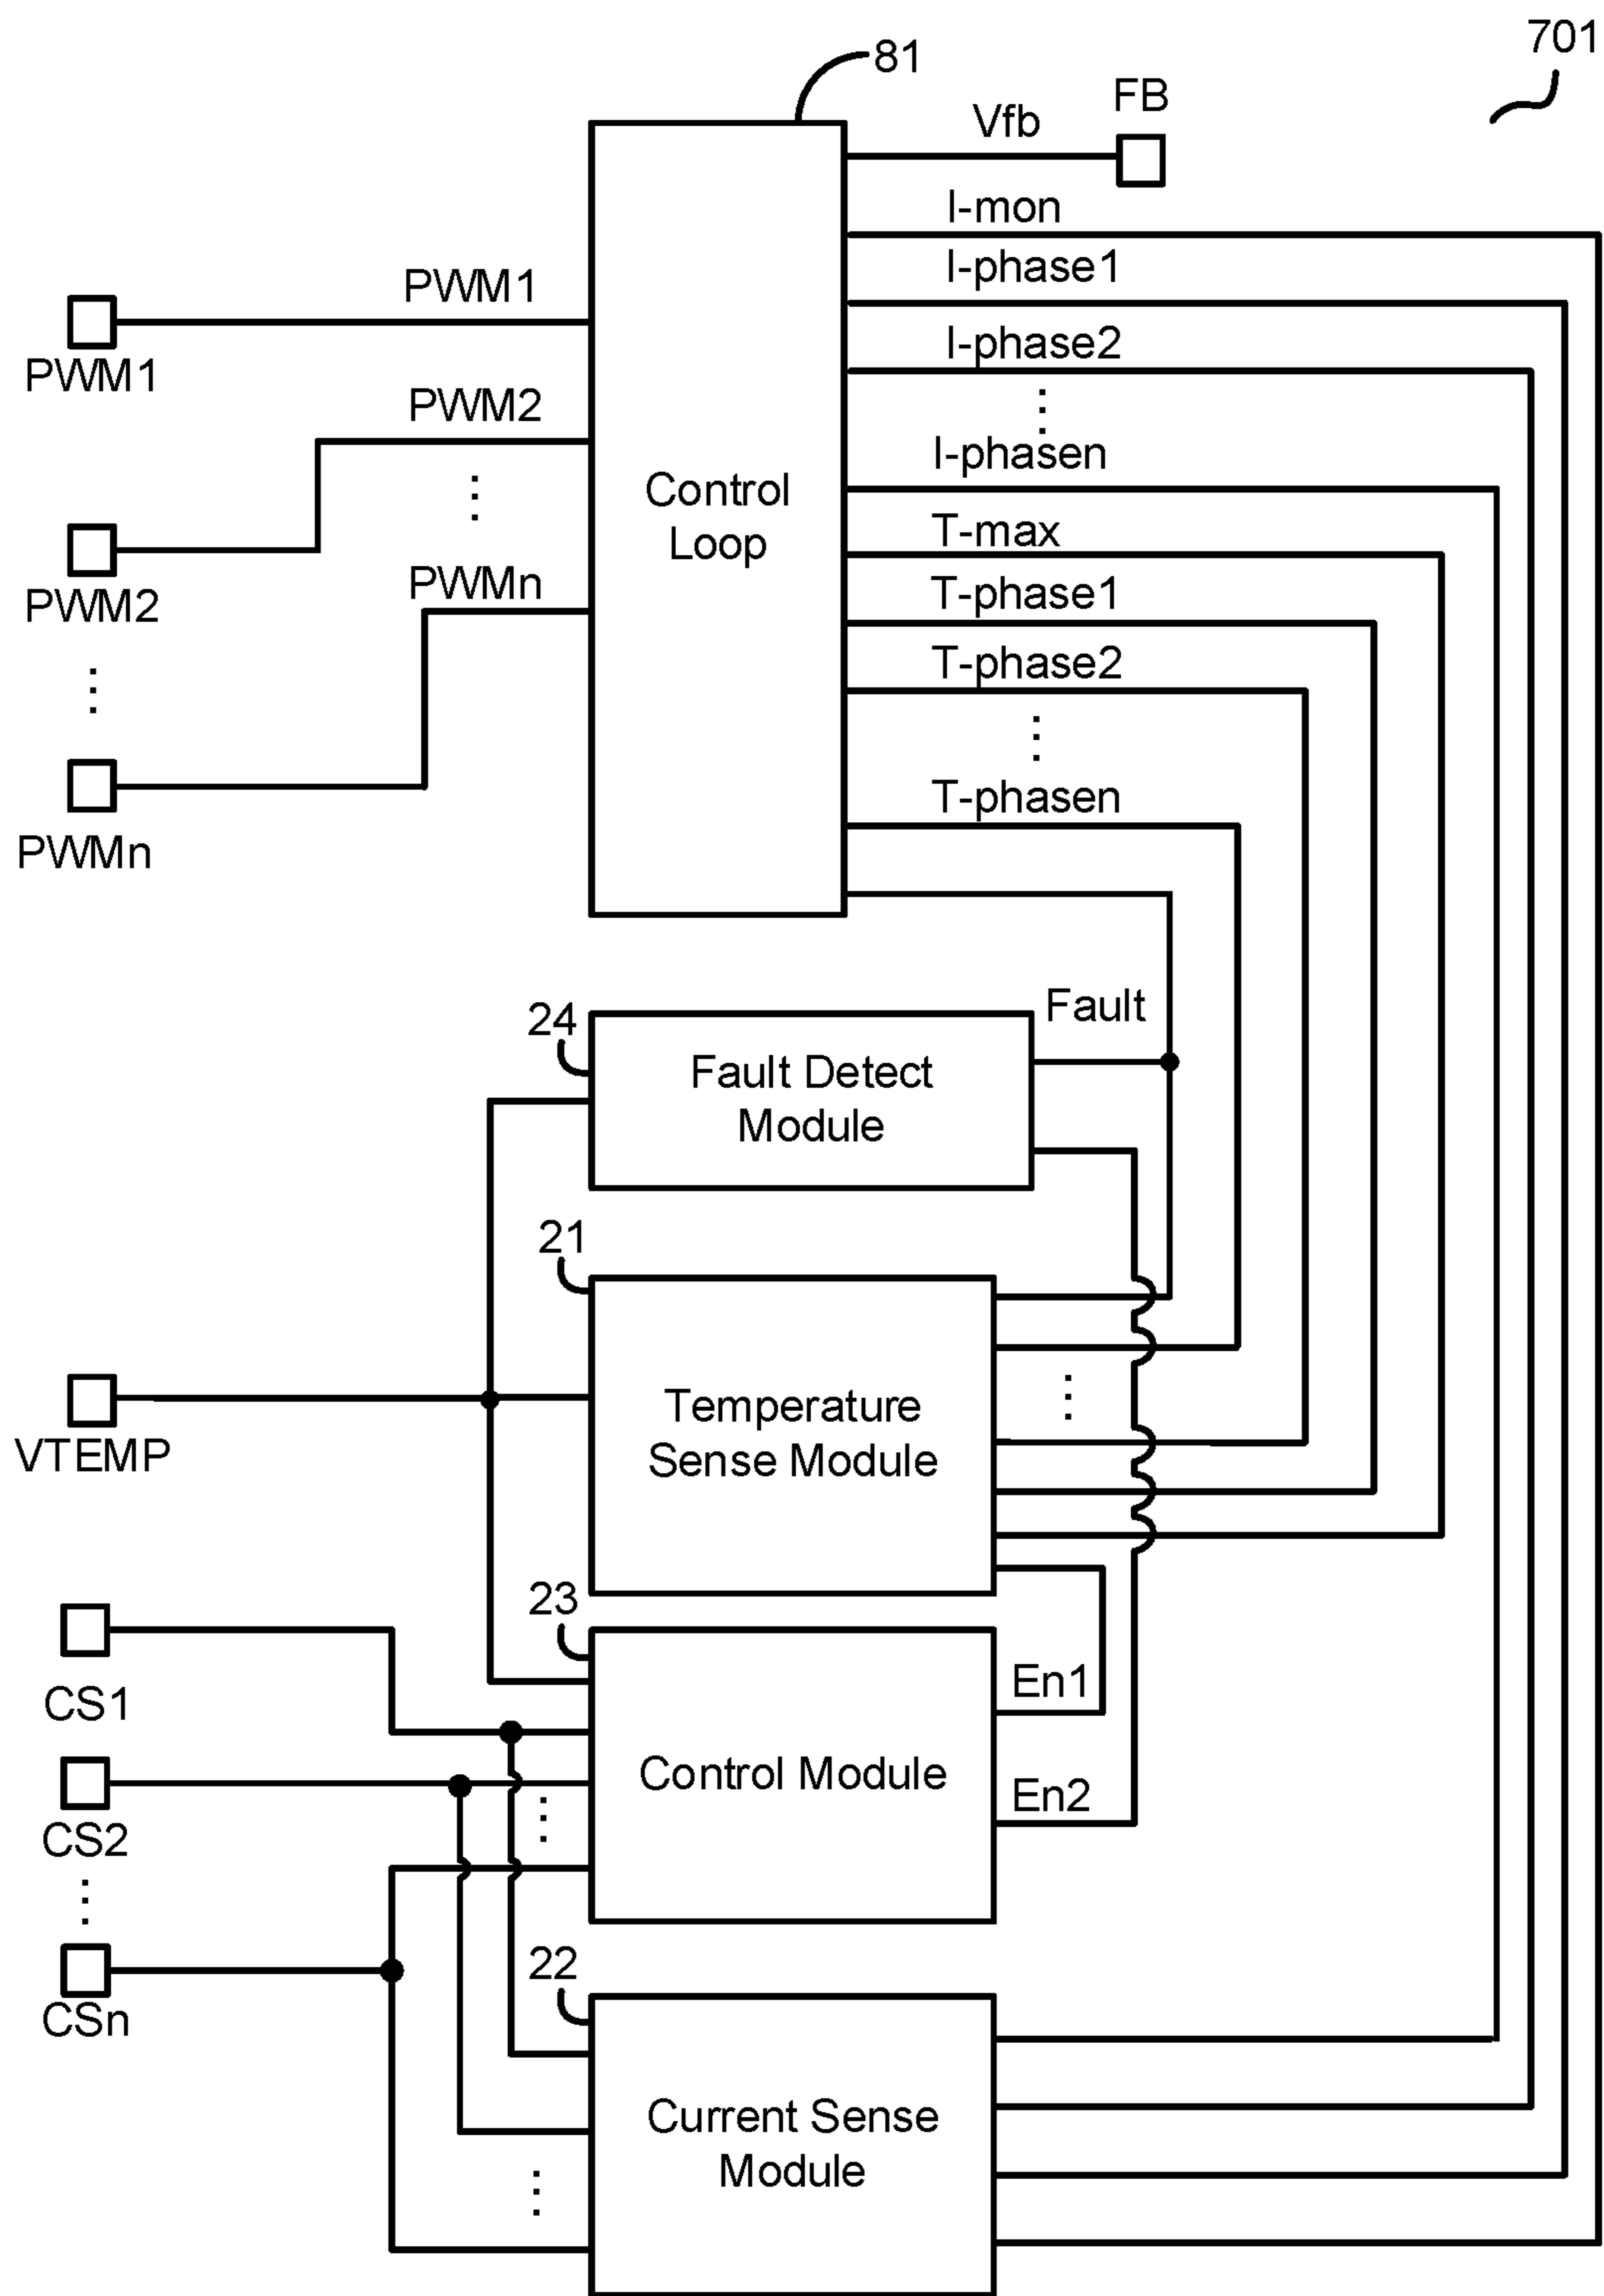 701
81
FB
Vfb
I-mon
I-phase1
PWM1
PWM1
I-phase2
⋮
PWM2
I-phasen
Control
Loop
⋮
T-max
PWM2
PWMn
T-phase1
T-phase2
⋮
⋮
T-phasen
PWMn
Fault
24
Fault Detect
Module
21
Temperature
Sense Module
⋮
VTEMP
23
CS1
En1
Control Module
En2
⋮
CS2
⋮
22
CSn
Current Sense
Module
⋮